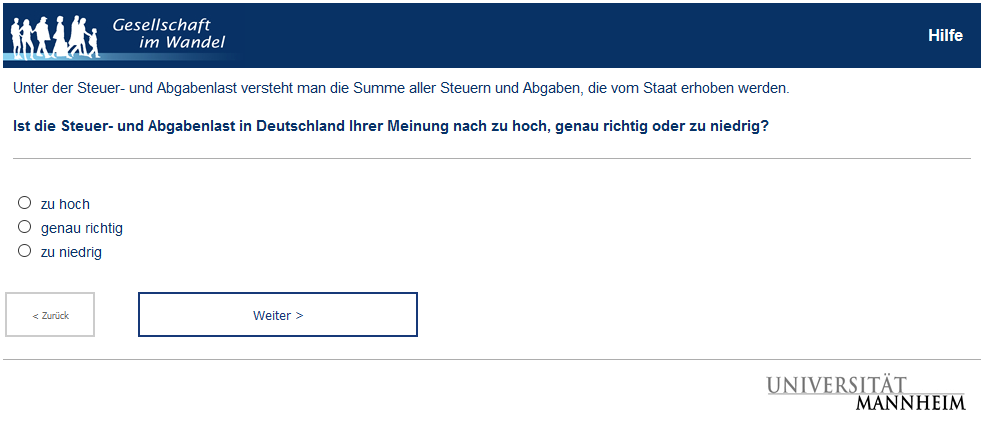 Gesellschaft
im Wandel
Hilfe
Unter der Steuer- und Abgabenlast versteht man die Summe aller Steuern und Abgaben, die vom Staat erhoben werden.
Ist die Steuer- und Abgabenlast in Deutschland Ihrer Meinung nach zu hoch, genau richtig oder zu niedrig?
zu hoch
genau richtig
zu niedrig
< Zurück
Weiter >
UNIVERSITÄT
MANNHEIM